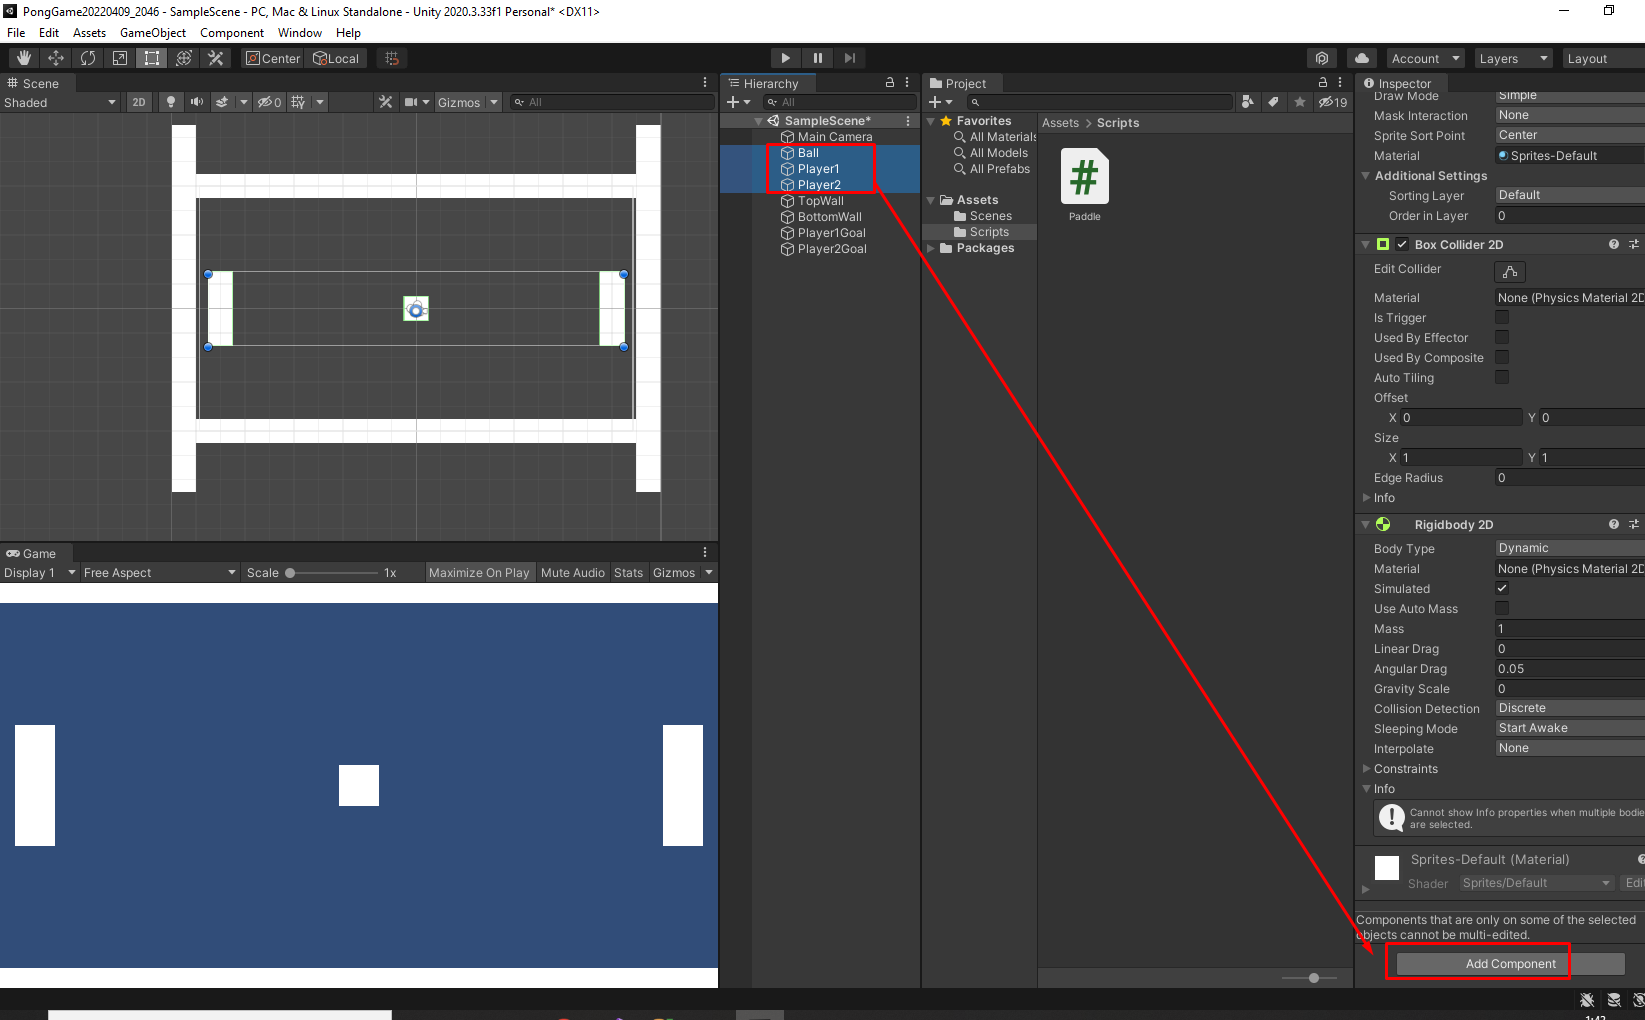 PongGame20220409_2046 - SampleScene - PC, Mac & Linux Standalone - Unity 2020.3.33f1 Personal* <DX11>
File Edit Assets GameObject Component Window Help
Center Local Account Layers Layout
Scene
Shaded 2D 0 Gizmos All
Hierarchy
All
SampleScene*
Main Camera
Ball
Player1
Player2
TopWall
BottomWall
Player1Goal
Player2Goal
Project
19
Favorites
All Materials
All Models
All Prefabs
Assets
Scenes
Scripts
Packages
Assets > Scripts
#
Paddle
Game
Display 1 Free Aspect Scale 1x Maximize On Play Mute Audio Stats Gizmos
Inspector
Draw Mode Simple
Mask Interaction None
Sprite Sort Point Center
Material Sprites-Default
Additional Settings
Sorting Layer Default
Order in Layer 0
Box Collider 2D
Edit Collider
Material None (Physics Material 2D
Is Trigger
Used By Effector
Used By Composite
Auto Tiling
Offset
X 0 Y 0
Size
X 1 Y 1
Edge Radius 0
Info
Rigidbody 2D
Body Type Dynamic
Material None (Physics Material 2D
Simulated
Use Auto Mass
Mass 1
Linear Drag 0
Angular Drag 0.05
Gravity Scale 0
Collision Detection Discrete
Sleeping Mode Start Awake
Interpolate None
Constraints
Info
Cannot show Info properties when multiple bodie
are selected.
Sprites-Default (Material)
Shader Sprites/Default Edit
Components that are only on some of the selected
objects cannot be multi-edited.
Add Component